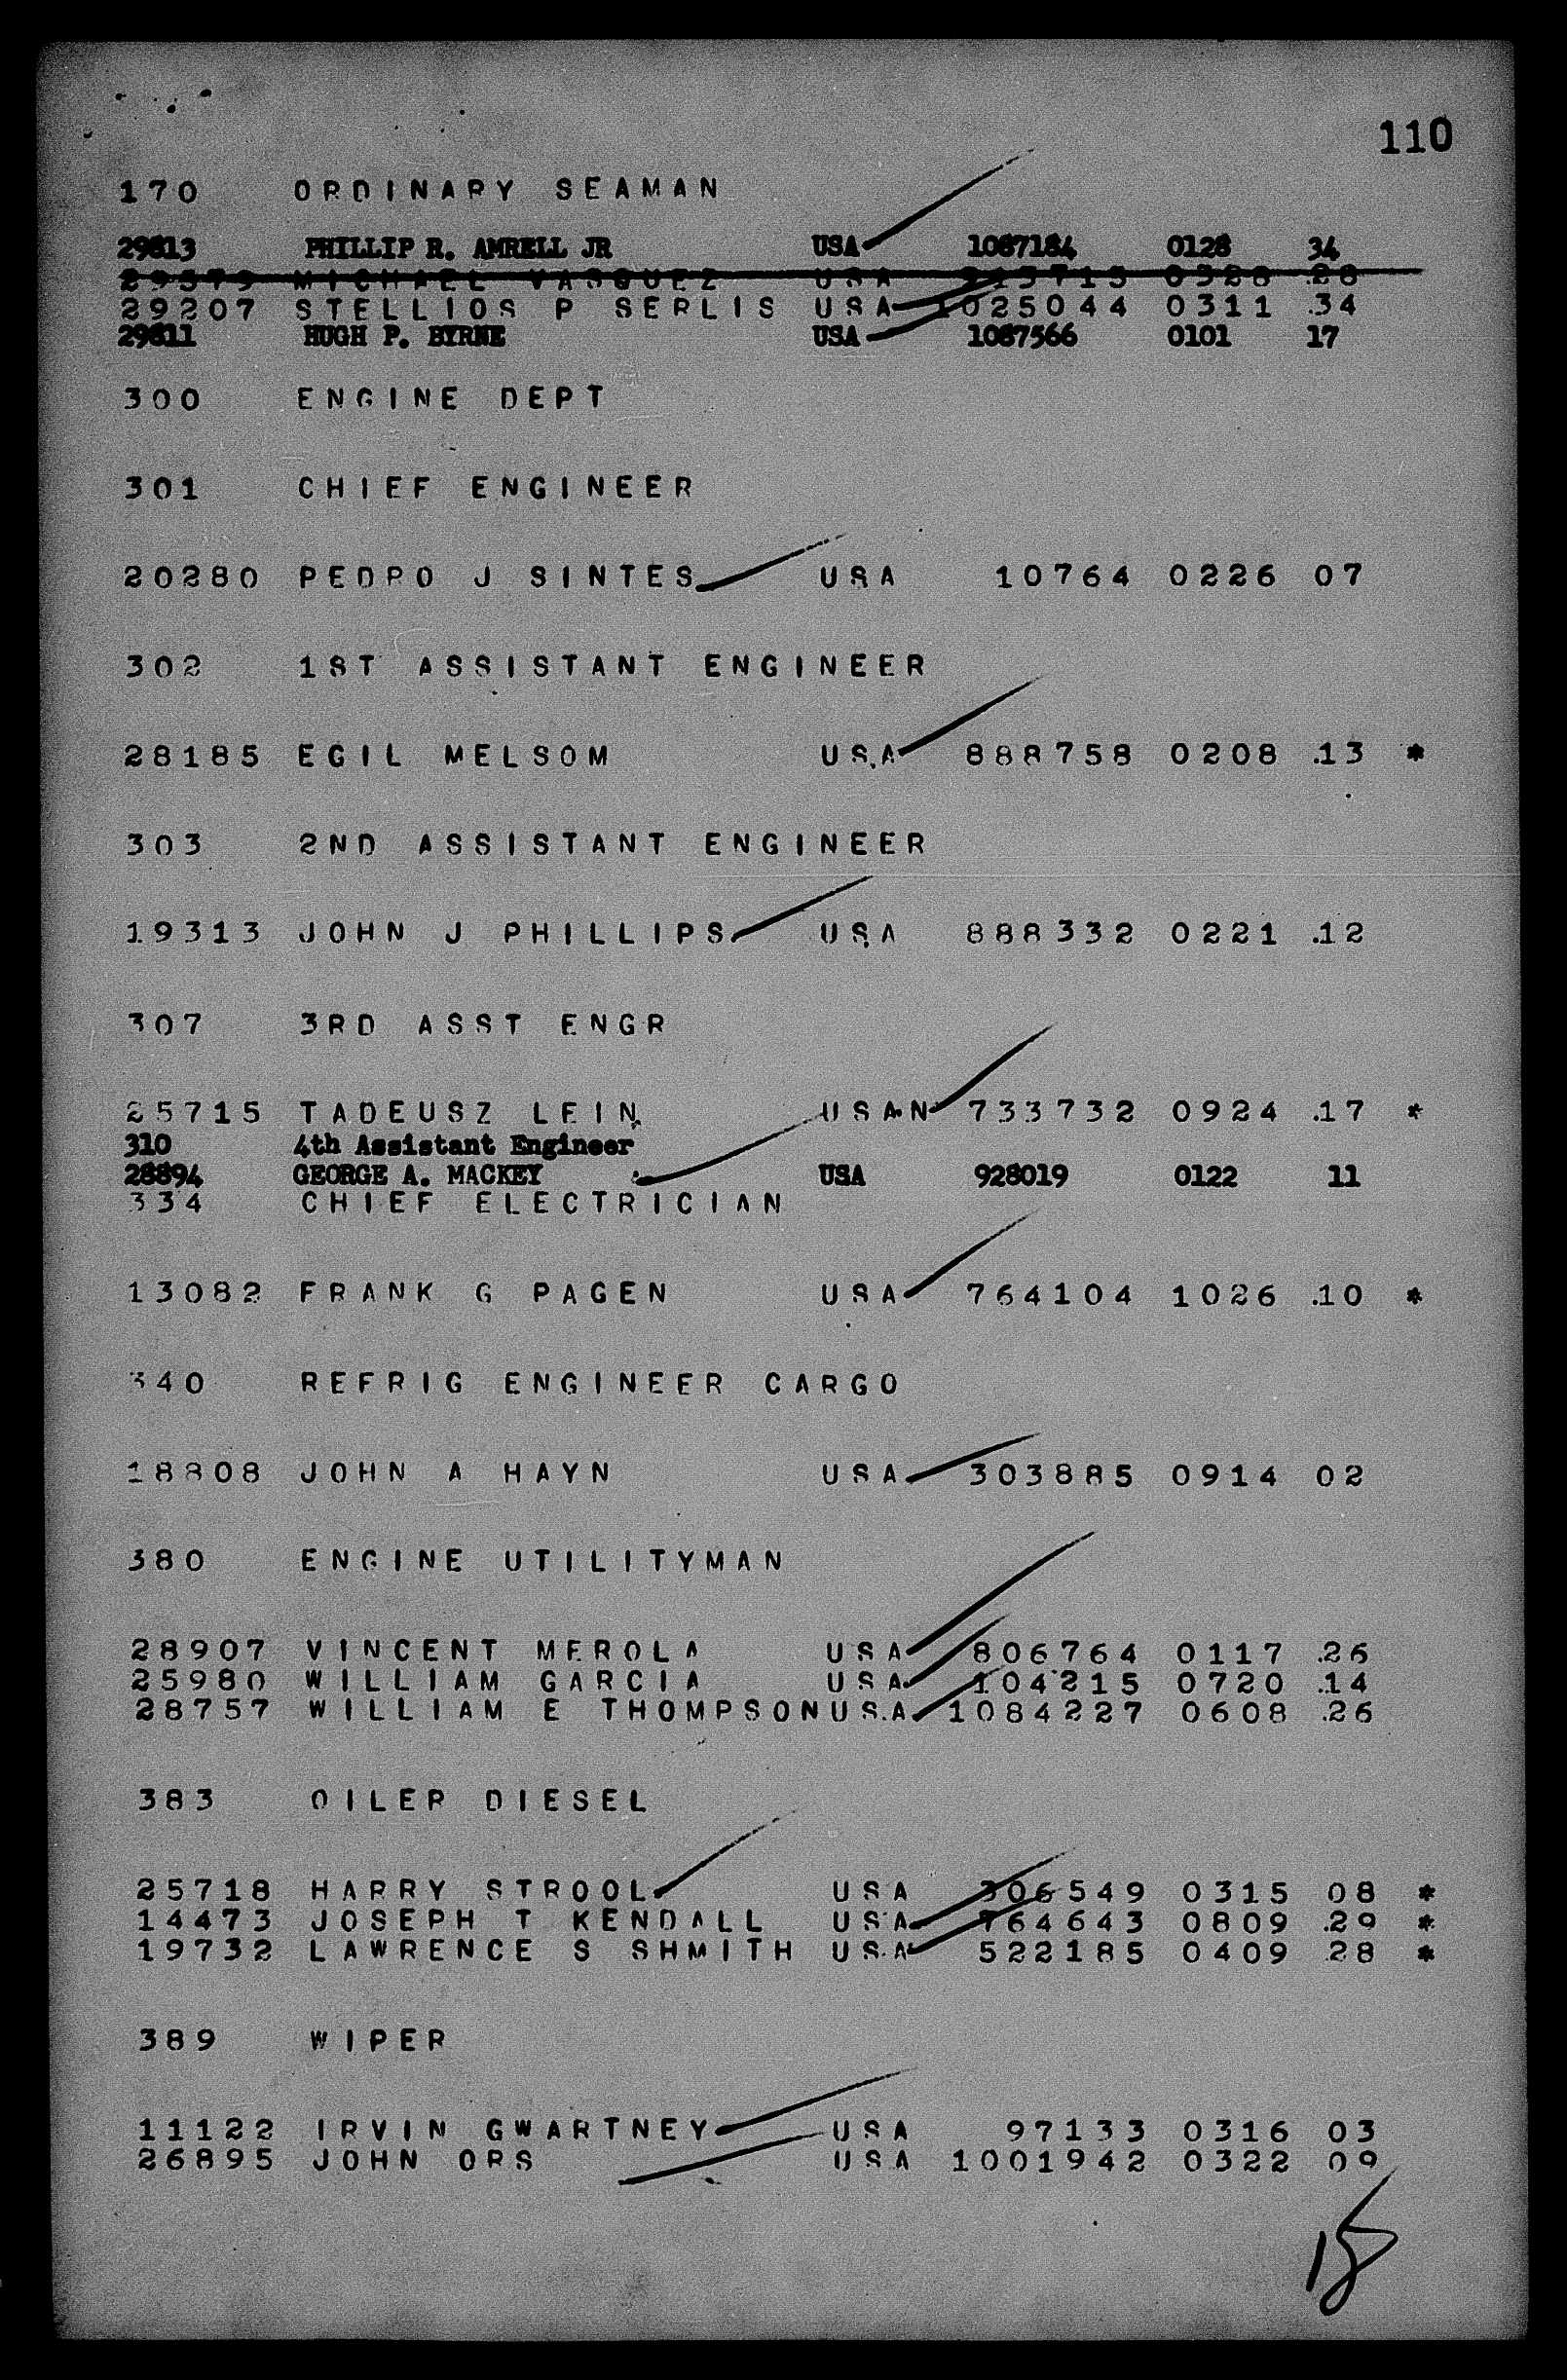 110
170 ORDINARY SEAMAN
29813 PHILLIP R. AMRELL JR USA 1087184 0128 34
29379 MICHAEL VASQUEZ USA 0328 28
29207 STELLIOS P SERLIS USA 1025044 0311 34
29811 HUGH P. BYRNE USA 1087566 0101 17
300 ENGINE DEPT
301 CHIEF ENGINEER
20280 PEDRO J SINTES USA 10764 0226 07
302 1ST ASSISTANT ENGINEER
28185 EGIL MELSOM USA 888758 0208 13 *
303 2ND ASSISTANT ENGINEER
19313 JOHN J PHILLIPS USA 888332 0221 12
307 3RD ASST ENGR
25715 TADEUSZ LEIN USAN 733732 0924 17 *
310 4th Assistant Engineer
28894 GEORGE A. MACKEY USA 928019 0122 11
334 CHIEF ELECTRICIAN
13082 FRANK G PAGEN USA 764104 1026 10 *
340 REFRIG ENGINEER CARGO
18808 JOHN A HAYN USA 303885 0914 02
380 ENGINE UTILITYMAN
28907 VINCENT MEROLA USA 806764 0117 26
25980 WILLIAM GARCIA USA 104215 0720 14
28757 WILLIAM E THOMPSON USA 1084227 0608 26
383 OILER DIESEL
25718 HARRY STROOL USA 306549 0315 08 *
14473 JOSEPH T KENDALL USA 764643 0809 29 *
19732 LAWRENCE S SHMITH USA 522185 0409 28 *
389 WIPER
11122 IRVIN GWARTNEY USA 97133 0316 03
26895 JOHN ORS USA 1001942 0322 09